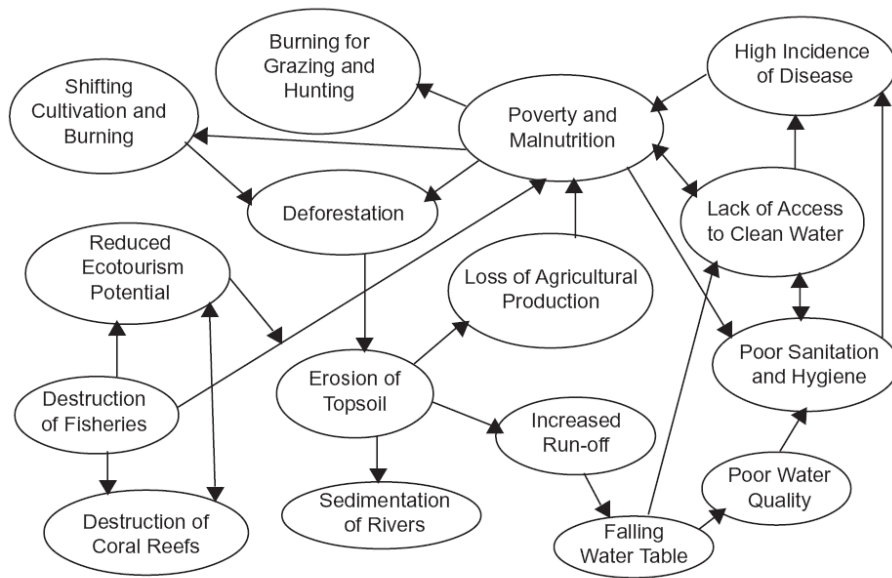 Burning for
Grazing and
Hunting
High Incidence
of Disease
Shifting
Cultivation and
Burning
Poverty and
Malnutrition
Deforestation
Lack of Access
to Clean Water
Reduced
Ecotourism
Potential
Loss of Agricultural
Production
Poor Sanitation
and Hygiene
Erosion of
Topsoil
Destruction
of Fisheries
Increased
Run-off
Poor Water
Quality
Sedimentation
of Rivers
Destruction of
Coral Reefs
Falling
Water Table